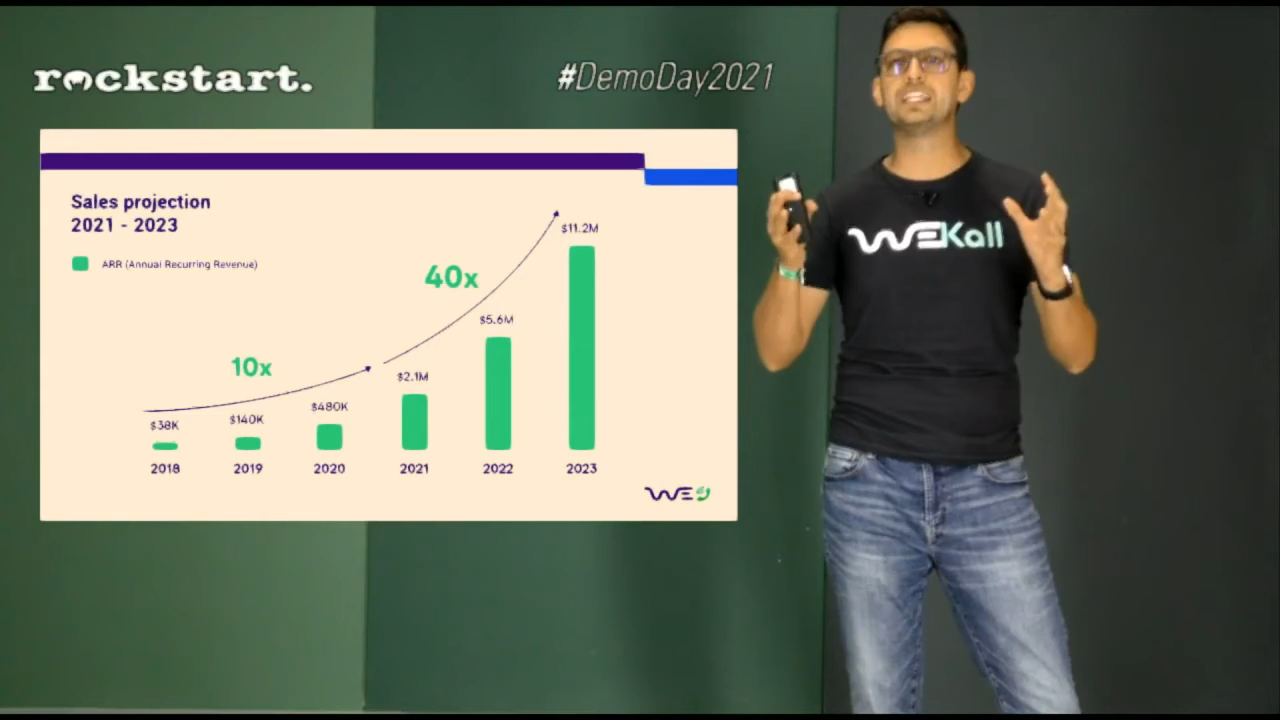 rockstart.
#DemoDay2021
Sales projection
2021 - 2023
ARR (Annual Recurring Revenue)
10x
40x
$38K
$140K
$480K
$2.1M
$5.6M
$11.2M
2018
2019
2020
2021
2022
2023
WE
WEKall